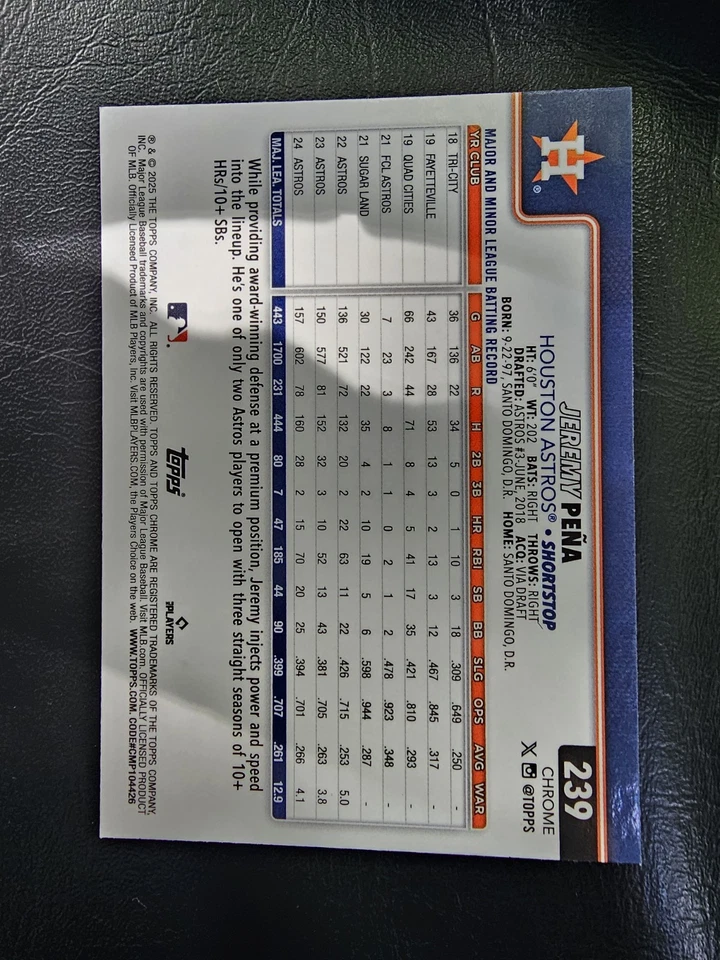 239
CHROME
X @TOPPS
JEREMY PEÑA
HOUSTON ASTROS® • SHORTSTOP
HT: 6'0" WT: 202 BATS: RIGHT THROWS: RIGHT
DRAFTED: ASTROS #3-JUNE, 2018 ACQ: VIA DRAFT
BORN: 9-22-97, SANTO DOMINGO, D.R. HOME: SANTO DOMINGO, D.R.
H ®
MAJOR AND MINOR LEAGUE BATTING RECORD
YR CLUB G AB R H 2B 3B HR RBI SB BB SLG OPS AVG WAR
18 TRI-CITY 36 136 22 34 5 0 1 10 3 18 .309 .649 .250 -
19 FAYETTEVILLE 43 167 28 53 13 3 2 13 3 12 .467 .845 .317 -
19 QUAD CITIES 66 242 44 71 8 4 5 41 17 35 .421 .810 .293 -
21 FCL ASTROS 7 23 3 8 1 1 0 2 1 2 .478 .923 .348 -
21 SUGAR LAND 30 122 22 35 4 2 10 19 5 6 .598 .944 .287 -
22 ASTROS 136 521 72 132 20 2 22 63 11 22 .426 .715 .253 5.0
23 ASTROS 150 577 81 152 32 3 10 52 13 43 .381 .705 .263 3.8
24 ASTROS 157 602 78 160 28 2 15 70 20 25 .394 .701 .266 4.1
MAJ. LEA. TOTALS 443 1700 231 444 80 7 47 185 44 90 .399 .707 .261 12.9
While providing award-winning defense at a premium position, Jeremy injects power and speed
into the lineup. He's one of only two Astros players to open with three straight seasons of 10+
HRs/10+ SBs.
topps
PLAYERS
® & © 2025 THE TOPPS COMPANY, INC. ALL RIGHTS RESERVED. TOPPS AND TOPPS CHROME ARE REGISTERED TRADEMARKS OF THE TOPPS COMPANY,
INC. Major League Baseball trademarks and copyrights are used with permission of Major League Baseball. Visit MLB.com. OFFICIALLY LICENSED PRODUCT
OF MLB. Officially Licensed Product of MLB Players, Inc. Visit MLBPLAYERS.COM, the Players Choice on the web. WWW.TOPPS.COM. CODE#CMP104426